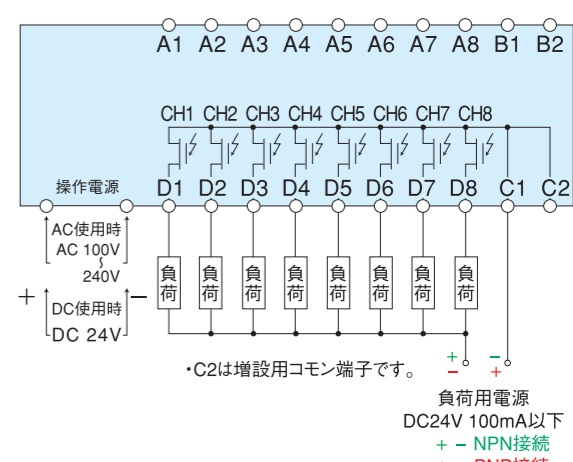 A1 A2 A3 A4 A5 A6 A7 A8 B1 B2
CH1 CH2 CH3 CH4 CH5 CH6 CH7 CH8
操作電源
D1 D2 D3 D4 D5 D6 D7 D8 C1 C2
AC使用時
AC 100V
〜
240V
負荷 負荷 負荷 負荷 負荷 負荷 負荷 負荷
+ −
DC使用時
DC 24V
・C2は増設用コモン端子です。
+ −
− +
負荷用電源
DC24V 100mA以下
+ − NPN接続